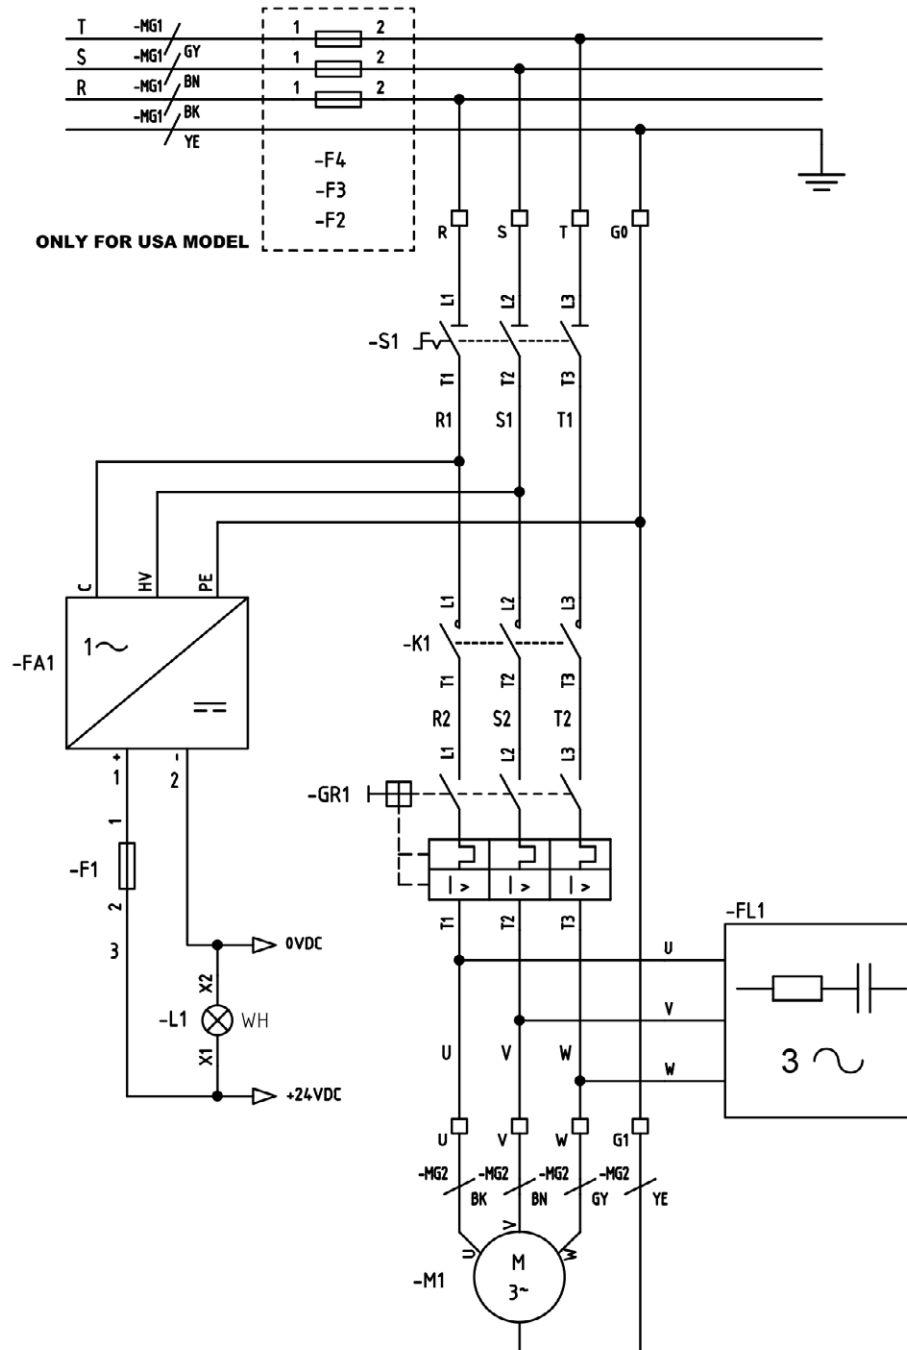 T -MG1 1 2
S -MG1 GY 1 2
R -MG1 BN 1 2
-MG1 BK
YE
-F4
-F3
-F2
ONLY FOR USA MODEL
R S T G0
L1 L2 L3
-S1
T1 T2 T3
R1 S1 T1
C HV PE
L1 L2 L3
1
-K1
-FA1
T1 T2 T3
R2 S2 T2
+ -
1 2
L1 L2 L3
-GR1
1
-F1
2
I > I > I >
T1 T2 T3
-FL1
3
0VDC
U
X2
-L1 WH
V
X1
U V W
3
W
+24VDC
U V W G1
-MG2 -MG2 -MG2 -MG2
BK BN GY YE
U V W
-M1
M
3~